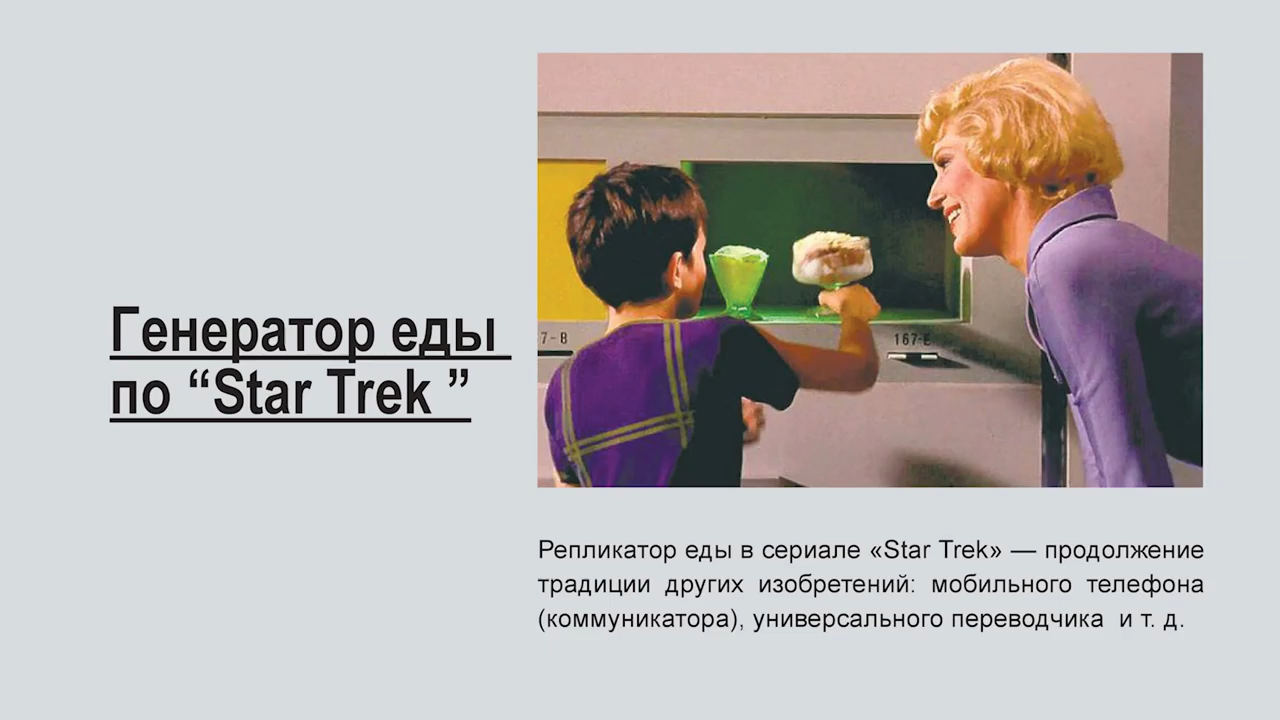 Генератор еды
по “Star Trek ”
7-B
167-E
Репликатор еды в сериале «Star Trek» — продолжение
традиции других изобретений: мобильного телефона
(коммуникатора), универсального переводчика и т. д.